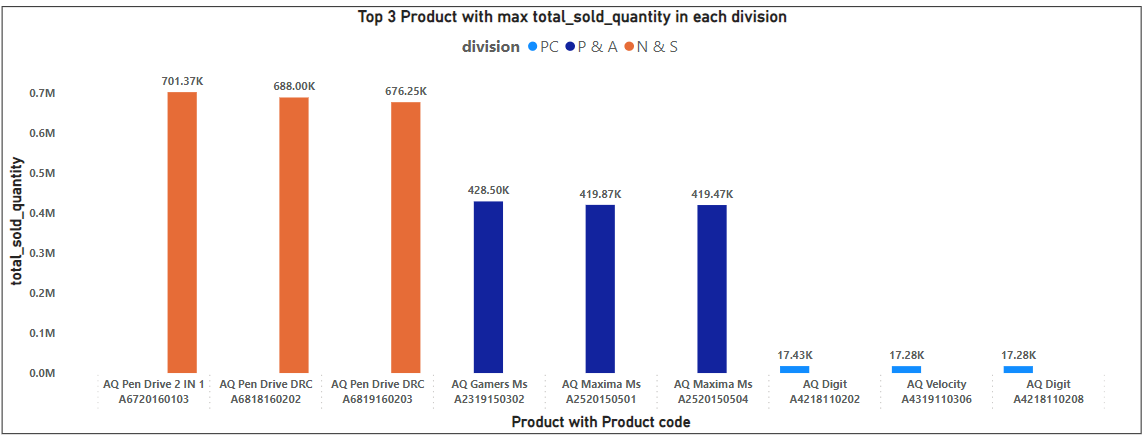 Top 3 Product with max total_sold_quantity in each division
division PC P & A N & S
total_sold_quantity
0.7M
0.6M
0.5M
0.4M
0.3M
0.2M
0.1M
0.0M
701.37K
688.00K
676.25K
428.50K
419.87K
419.47K
17.43K
17.28K
17.28K
AQ Pen Drive 2 IN 1 AQ Pen Drive DRC AQ Pen Drive DRC AQ Gamers Ms AQ Maxima Ms AQ Maxima Ms AQ Digit AQ Velocity AQ Digit
A6720160103 A6818160202 A6819160203 A2319150302 A2520150501 A2520150504 A4218110202 A4319110306 A4218110208
Product with Product code